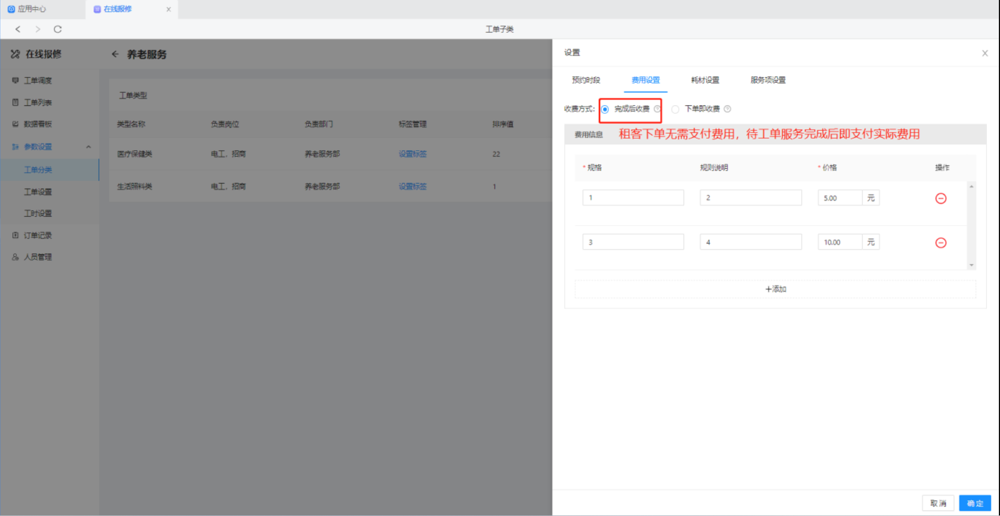 应用中心
在线报修
工单子类
在线报修
养老服务
工单调度
工单列表
数据看板
参数设置
工单分类
工单设置
工时设置
订单记录
人员管理
工单类型
类型名称 负责岗位 负责部门 标签管理 排序值
医疗保健类 电工，招商 养老服务部 设置标签 22
生活照料类 电工，招商 养老服务部 设置标签 1
设置
预约时段 费用设置 耗材设置 服务项设置
收费方式: 完成后收费 下单即收费
费用信息 租客下单无需支付费用，待工单服务完成后即支付实际费用
* 规格 规则说明 * 价格 操作
1 2 5.00 元
3 4 10.00 元
+添加
取消 确定